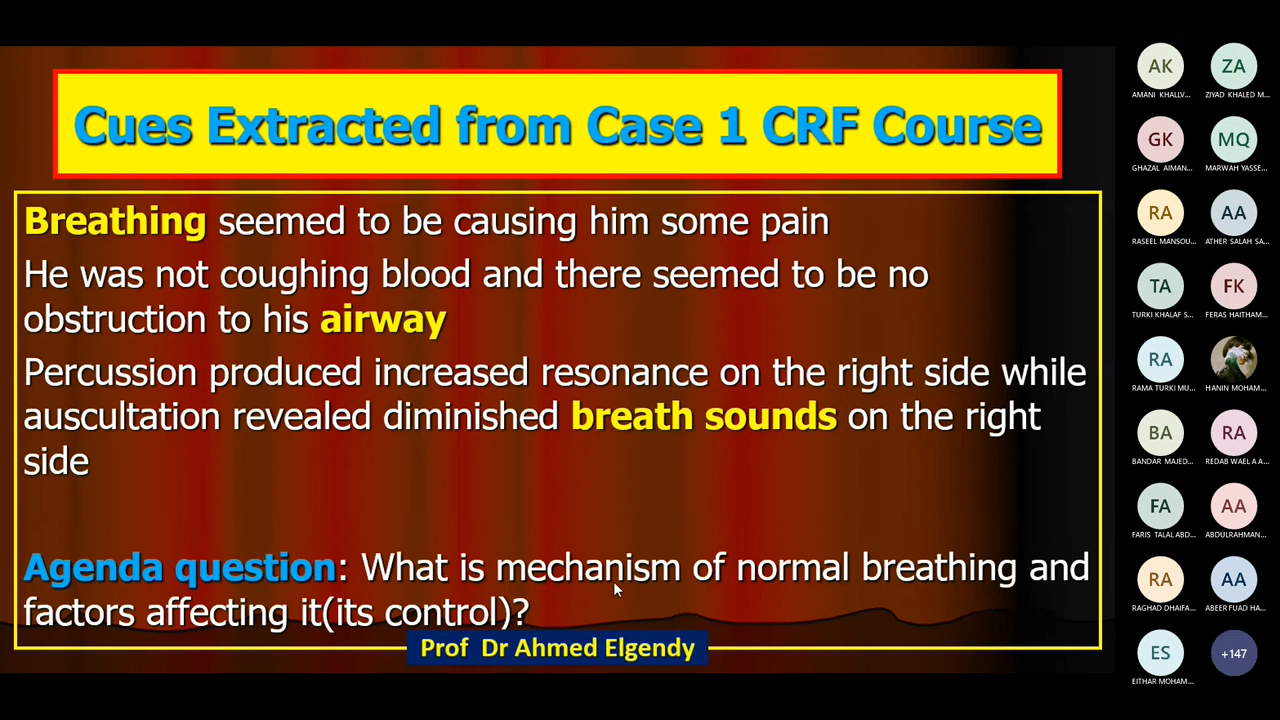 Cues Extracted from Case 1 CRF Course
Breathing seemed to be causing him some pain
He was not coughing blood and there seemed to be no
obstruction to his airway
Percussion produced increased resonance on the right side while
auscultation revealed diminished breath sounds on the right
side
Agenda question: What is mechanism of normal breathing and
factors affecting it(its control)?
Prof Dr Ahmed Elgendy
AK ZA
AMANI KHALLV... ZIYAD KHALED M...
GK MQ
GHAZAL AIMAN... MARWAH YASSE...
RA AA
RASEEL MANSOU... ATHER SALAH SA...
TA FK
TURKI KHALAF S... FERAS HAITHAM...
RA
RAMA TURKI MU... HANIN MOHAM...
BA RA
BANDAR MAJED... REDAB WAEL A A...
FA AA
FARIS TALAL ABD... ABDULRAHMAN...
RA AA
RAGHAD DHAIFA... ABEER FUAD HA...
ES +147
EITHAR MOHAM...